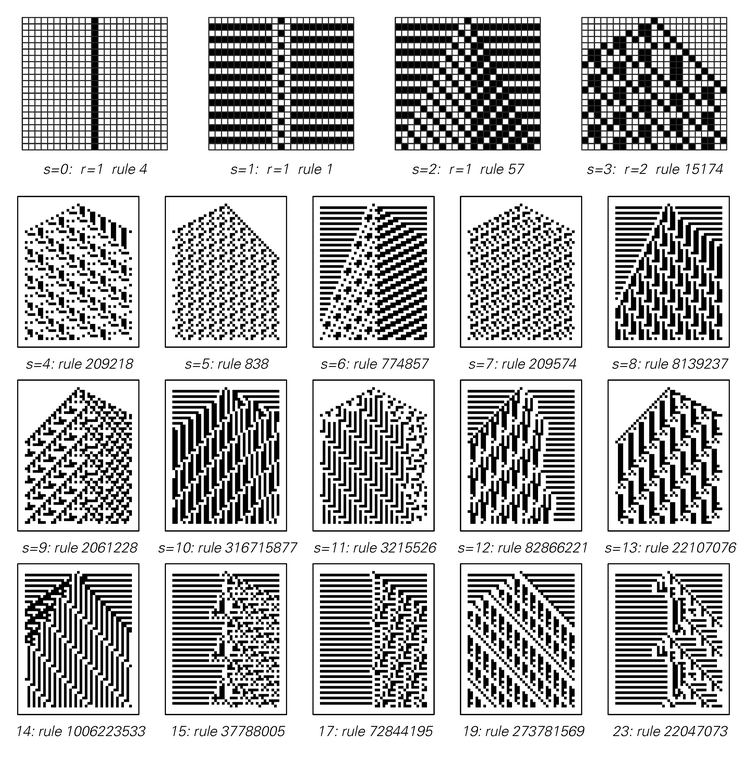 s=0: r=1 rule 4
s=1: r=1 rule 1
s=2: r=1 rule 57
s=3: r=2 rule 15174
s=4: rule 209218
s=5: rule 838
s=6: rule 774857
s=7: rule 209574
s=8: rule 8139237
s=9: rule 2061228
s=10: rule 316715877
s=11: rule 3215526
s=12: rule 82866221
s=13: rule 22107076
14: rule 1006223533
15: rule 37788005
17: rule 72844195
19: rule 273781569
23: rule 22047073